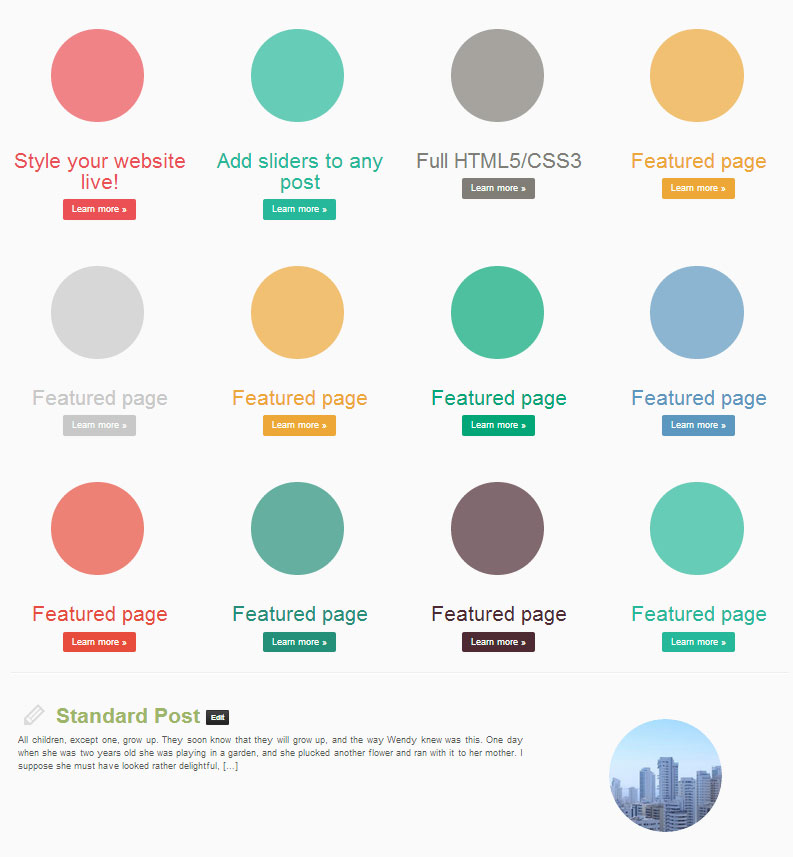 Style your website
live!
Learn more »
Add sliders to any
post
Learn more »
Full HTML5/CSS3
Learn more »
Featured page
Learn more »
Featured page
Learn more »
Featured page
Learn more »
Featured page
Learn more »
Featured page
Learn more »
Featured page
Learn more »
Featured page
Learn more »
Featured page
Learn more »
Featured page
Learn more »
Standard Post Edit
All children, except one, grow up. They soon know that they will grow up, and the way Wendy knew was this. One day
when she was two years old she was playing in a garden, and she plucked another flower and ran with it to her mother. I
suppose she must have looked rather delightful, [...]